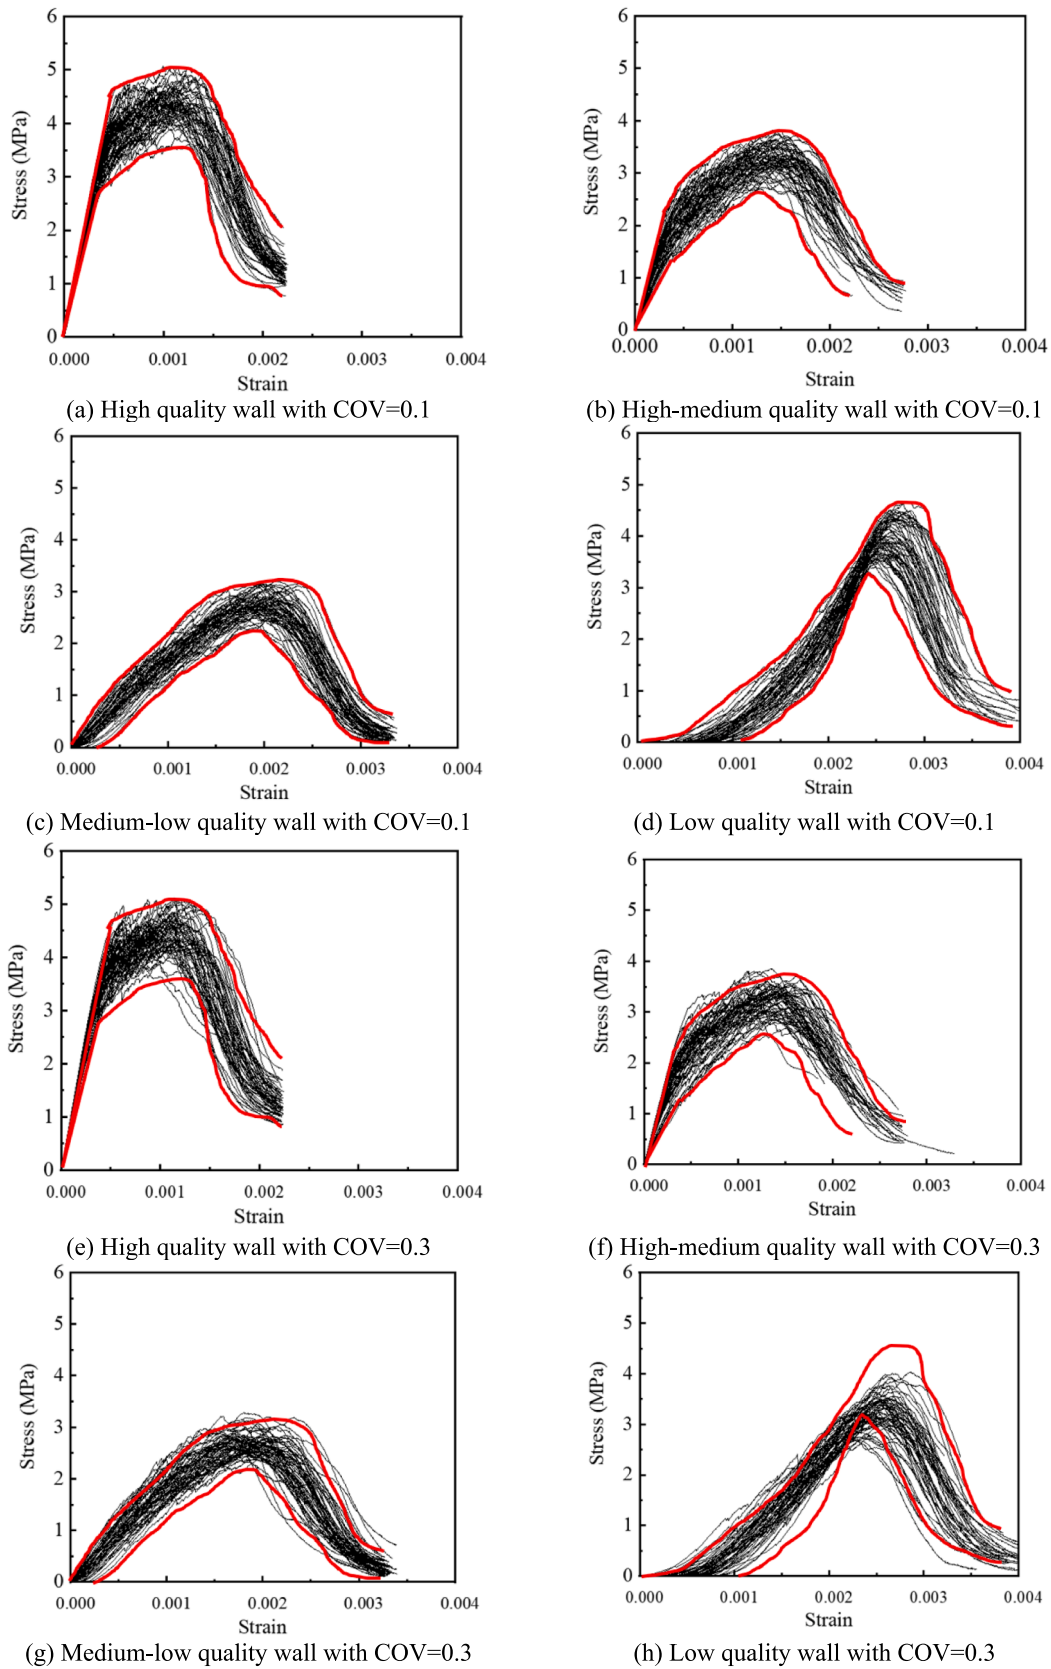 6
5
4
3
2
1
0
Stress (MPa)
0.000 0.001 0.002 0.003 0.004
Strain
(a) High quality wall with COV=0.1
6
5
4
3
2
1
0
Stress (MPa)
0.000 0.001 0.002 0.003 0.004
Strain
(b) High-medium quality wall with COV=0.1
6
5
4
3
2
1
0
Stress (MPa)
0.000 0.001 0.002 0.003 0.004
Strain
(c) Medium-low quality wall with COV=0.1
6
5
4
3
2
1
0
Stress (MPa)
0.000 0.001 0.002 0.003 0.004
Strain
(d) Low quality wall with COV=0.1
6
5
4
3
2
1
0
Stress (MPa)
0.000 0.001 0.002 0.003 0.004
Strain
(e) High quality wall with COV=0.3
6
5
4
3
2
1
0
Stress (MPa)
0.000 0.001 0.002 0.003 0.004
Strain
(f) High-medium quality wall with COV=0.3
6
5
4
3
2
1
0
Stress (MPa)
0.000 0.001 0.002 0.003 0.004
Strain
(g) Medium-low quality wall with COV=0.3
6
5
4
3
2
1
0
Stress (MPa)
0.000 0.001 0.002 0.003 0.004
Strain
(h) Low quality wall with COV=0.3